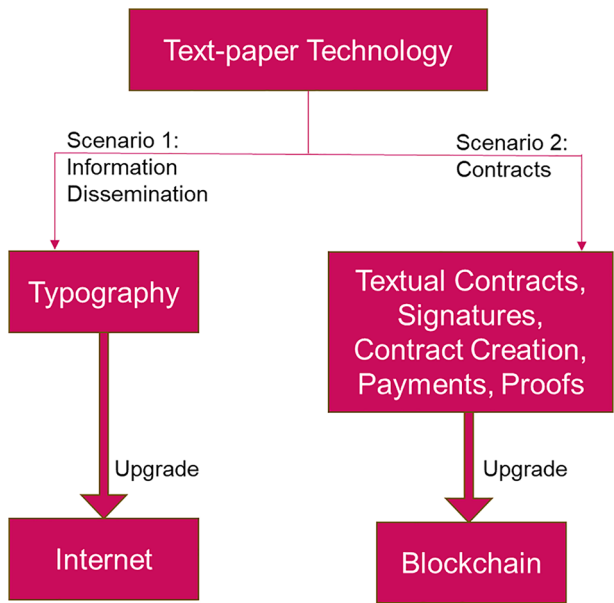 Text-paper Technology
Scenario 1:
Information
Dissemination
Scenario 2:
Contracts
Typography
Textual Contracts,
Signatures,
Contract Creation,
Payments, Proofs
Upgrade
Upgrade
Internet
Blockchain